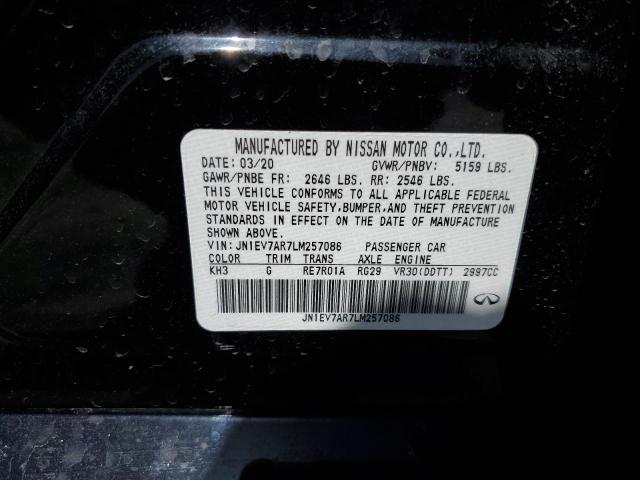 MANUFACTURED BY NISSAN MOTOR CO.,LTD.
DATE: 03/20 GVWR/PNBV: 5159 LBS.
GAWR/PNBE FR: 2646 LBS. RR: 2546 LBS.
THIS VEHICLE CONFORMS TO ALL APPLICABLE FEDERAL
MOTOR VEHICLE SAFETY,BUMPER,AND THEFT PREVENTION
STANDARDS IN EFFECT ON THE DATE OF MANUFACTURE
SHOWN ABOVE.
VIN: JN1EV7AR7LM257086 PASSENGER CAR
COLOR TRIM TRANS AXLE ENGINE
KH3 G RE7R01A RG29 VR30(DDTT) 2997CC
JN1EV7AR7LM257086